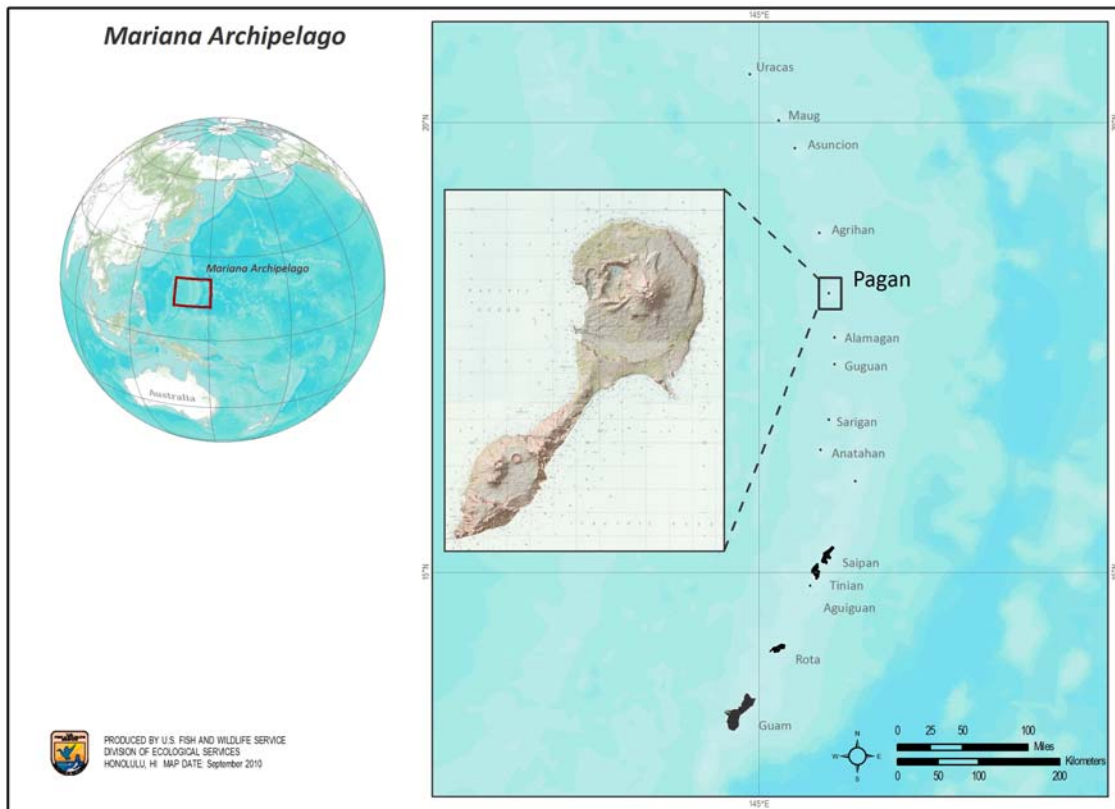 Mariana Archipelago
Mariana Archipelago
Australia
PRODUCED BY U.S. FISH AND WILDLIFE SERVICE
DIVISION OF ECOLOGICAL SERVICES
HONOLULU, HI MAP DATE: September 2010
145°E
Uracas
20°N
Maug
Asuncion
Agrihan
Pagan
Alamagan
Guguan
Sarigan
Anatahan
Saipan
15°N
Tinian
Aguiguan
Rota
Guam
N
W E
S
0 25 50 100
Miles
Kilometers
0 50 100 200
145°E